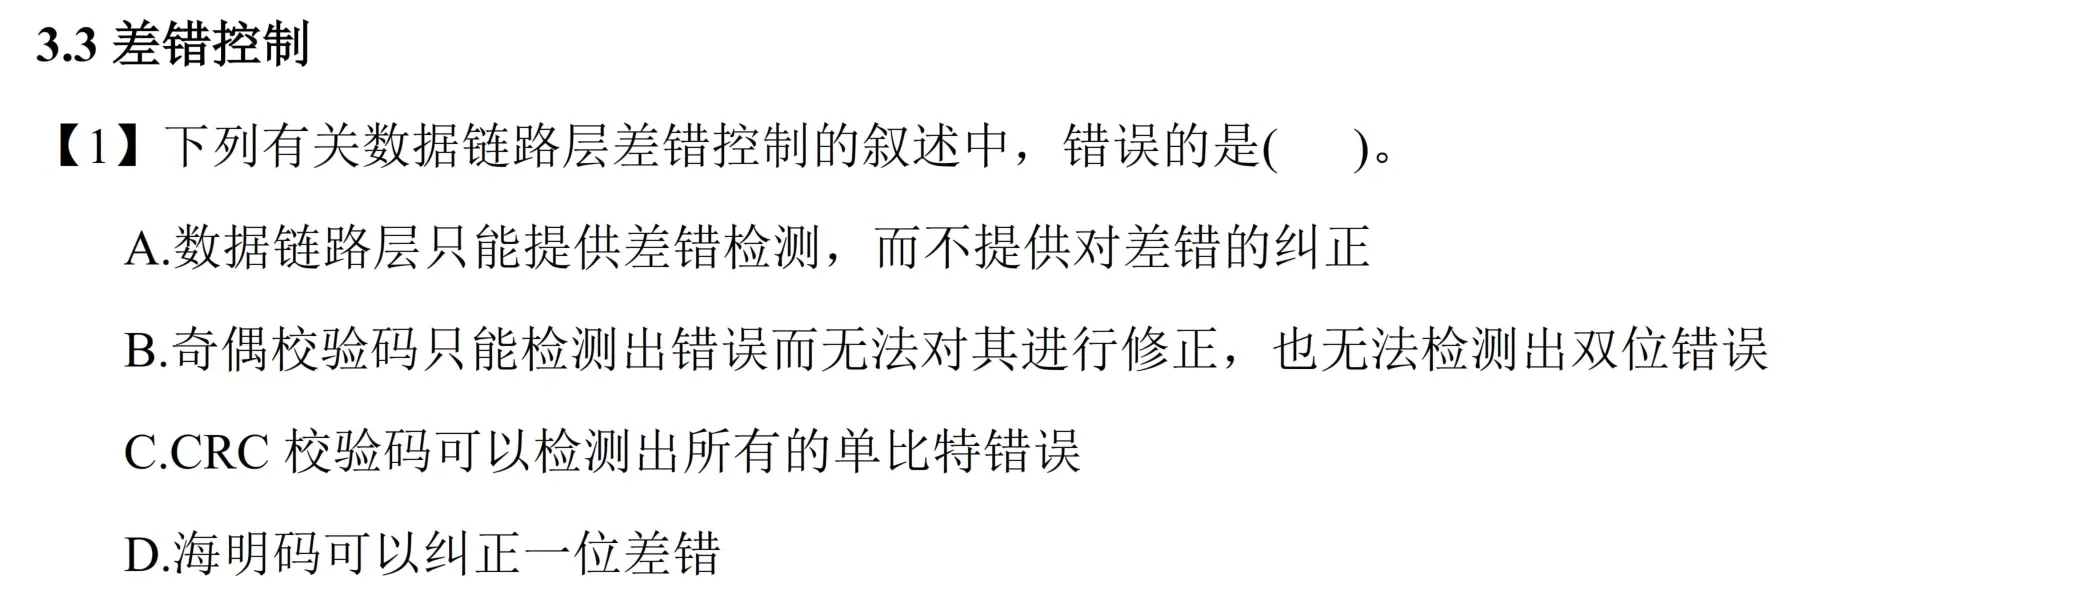 3.3 差错控制
【1】下列有关数据链路层差错控制的叙述中，错误的是(    )。
A.数据链路层只能提供差错检测，而不提供对差错的纠正
B.奇偶校验码只能检测出错误而无法对其进行修正，也无法检测出双位错误
C.CRC 校验码可以检测出所有的单比特错误
D.海明码可以纠正一位差错